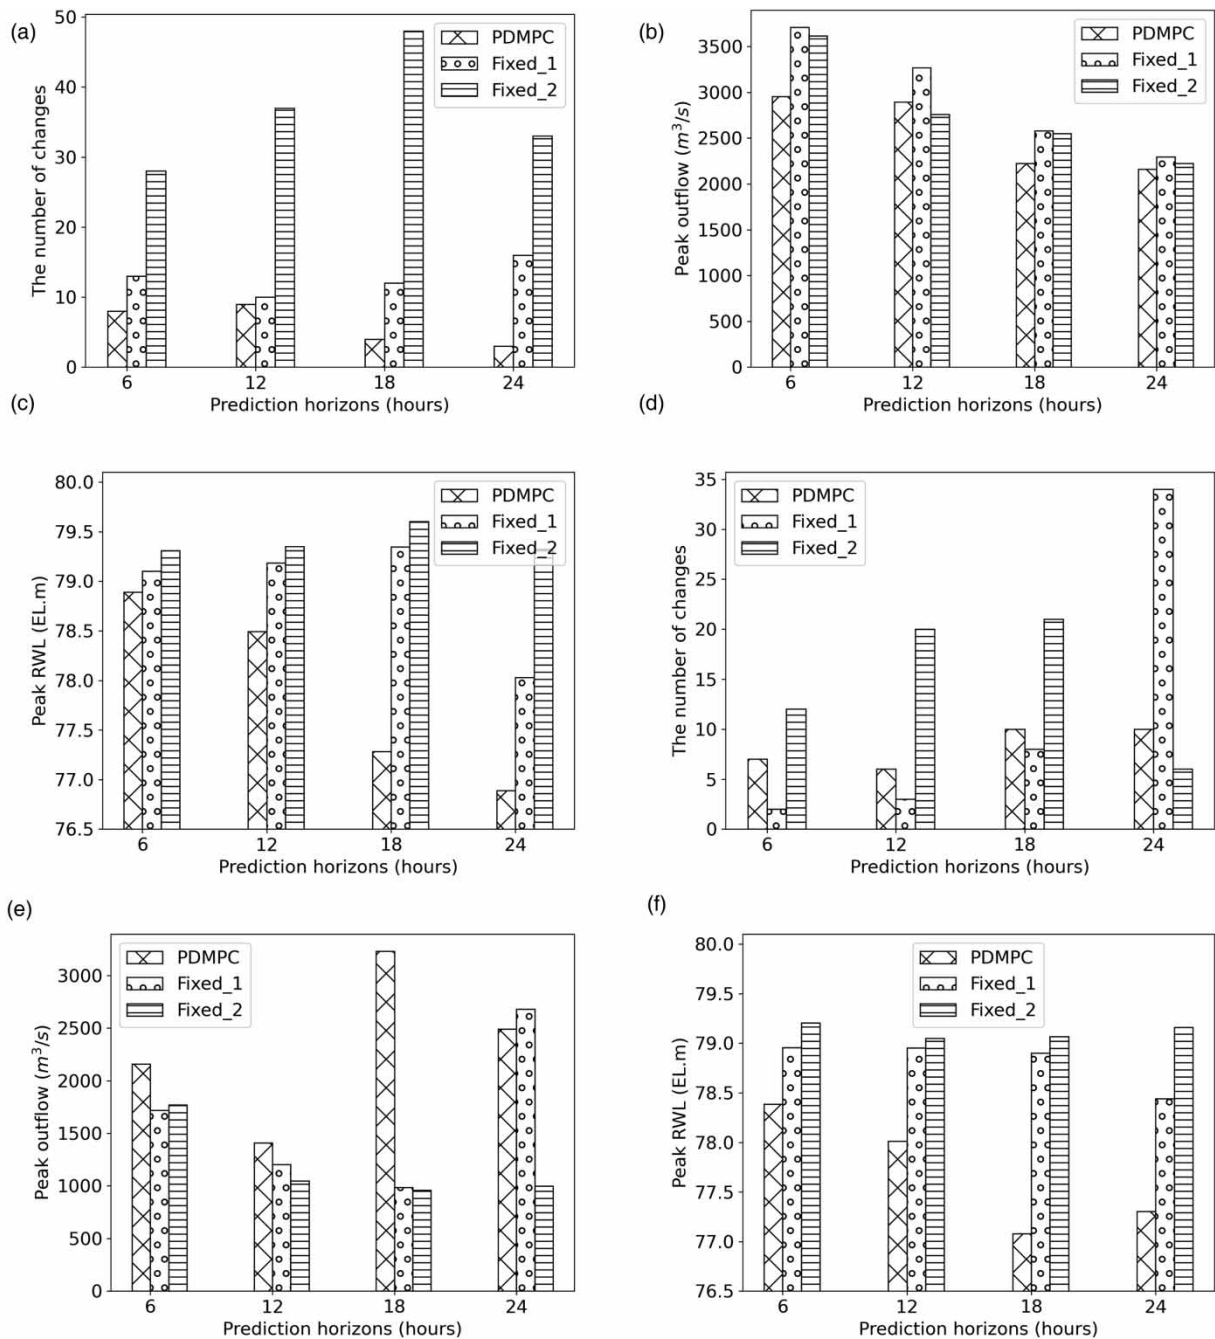 (a)
50
40
30
20
10
0
The number of changes
PDMPC
Fixed_1
Fixed_2
6 12 18 24
Prediction horizons (hours)
(b)
3500
3000
2500
2000
1500
1000
500
0
Peak outflow (m³/s)
PDMPC
Fixed_1
Fixed_2
6 12 18 24
Prediction horizons (hours)
(c)
80.0
79.5
79.0
78.5
78.0
77.5
77.0
76.5
Peak RWL (EL.m)
PDMPC
Fixed_1
Fixed_2
6 12 18 24
Prediction horizons (hours)
(d)
35
30
25
20
15
10
5
0
The number of changes
PDMPC
Fixed_1
Fixed_2
6 12 18 24
Prediction horizons (hours)
(e)
3000
2500
2000
1500
1000
500
0
Peak outflow (m³/s)
PDMPC
Fixed_1
Fixed_2
6 12 18 24
Prediction horizons (hours)
(f)
80.0
79.5
79.0
78.5
78.0
77.5
77.0
76.5
Peak RWL (EL.m)
PDMPC
Fixed_1
Fixed_2
6 12 18 24
Prediction horizons (hours)